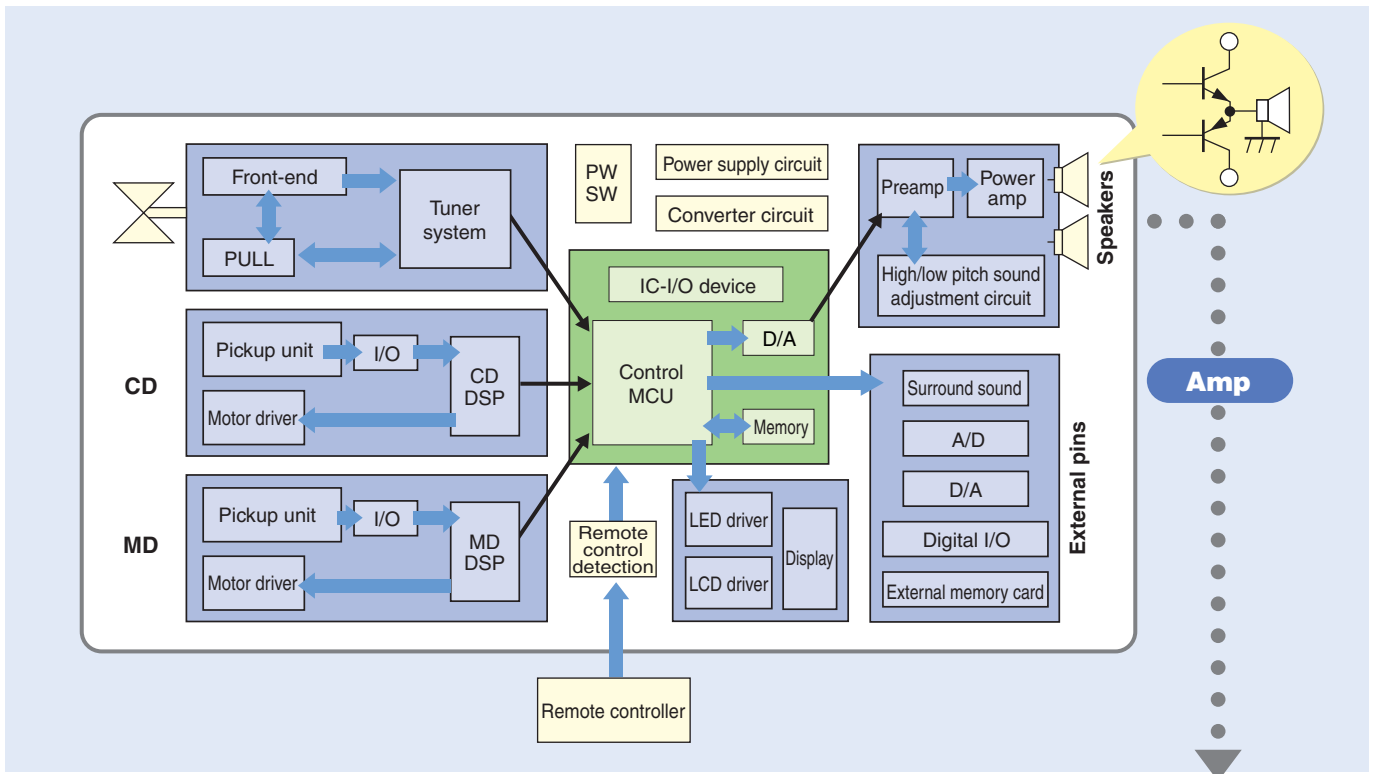 Front-end
Tuner
system
PULL
PW
SW
Power supply circuit
Converter circuit
Preamp
Power
amp
High/low pitch sound
adjustment circuit
Speakers
CD
Pickup unit
I/O
CD
DSP
Motor driver
IC-I/O device
Control
MCU
D/A
Memory
Amp
MD
Pickup unit
I/O
MD
DSP
Motor driver
Remote
control
detection
LED driver
LCD driver
Display
Surround sound
A/D
D/A
Digital I/O
External memory card
External pins
Remote controller